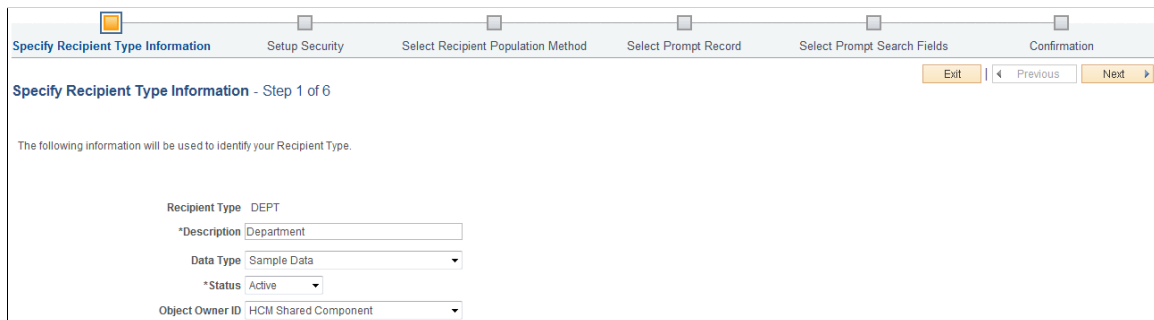 Specify Recipient Type Information Setup Security Select Recipient Population Method Select Prompt Record Select Prompt Search Fields Confirmation
Exit | Previous Next
Specify Recipient Type Information - Step 1 of 6
The following information will be used to identify your Recipient Type.
Recipient Type DEPT
*Description Department
Data Type Sample Data
*Status Active
Object Owner ID HCM Shared Component